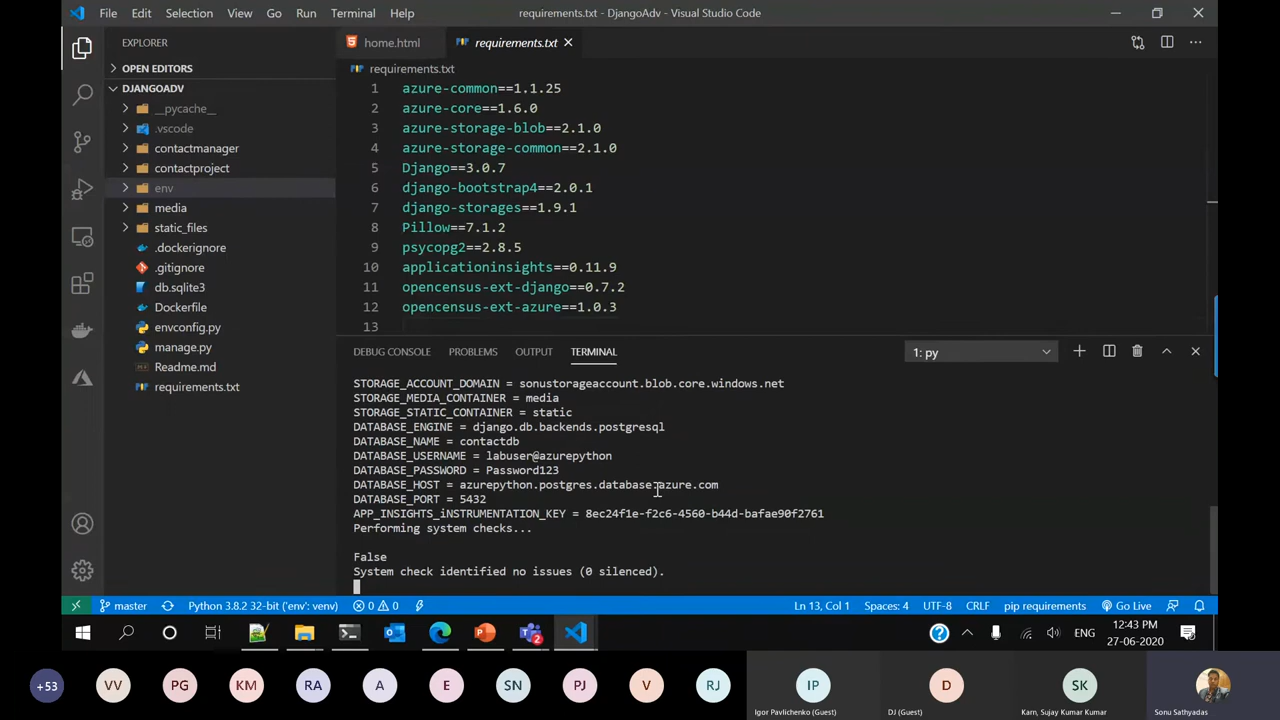 File Edit Selection View Go Run Terminal Help
requirements.txt - DjangoAdv - Visual Studio Code
EXPLORER
OPEN EDITORS
DJANGOADV
__pycache__
.vscode
contactmanager
contactproject
env
media
static_files
.dockerignore
.gitignore
db.sqlite3
Dockerfile
envconfig.py
manage.py
Readme.md
requirements.txt
home.html
requirements.txt
requirements.txt
1 azure-common==1.1.25
2 azure-core==1.6.0
3 azure-storage-blob==2.1.0
4 azure-storage-common==2.1.0
5 Django==3.0.7
6 django-bootstrap4==2.0.1
7 django-storages==1.9.1
8 Pillow==7.1.2
9 psycopg2==2.8.5
10 applicationinsights==0.11.9
11 opencensus-ext-django==0.7.2
12 opencensus-ext-azure==1.0.3
13
DEBUG CONSOLE PROBLEMS OUTPUT TERMINAL
1: py
STORAGE_ACCOUNT_DOMAIN = sonustorageaccount.blob.core.windows.net
STORAGE_MEDIA_CONTAINER = media
STORAGE_STATIC_CONTAINER = static
DATABASE_ENGINE = django.db.backends.postgresql
DATABASE_NAME = contactdb
DATABASE_USERNAME = labuser@azurepython
DATABASE_PASSWORD = Password123
DATABASE_HOST = azurepython.postgres.database.azure.com
DATABASE_PORT = 5432
APP_INSIGHTS_iNSTRUMENTATION_KEY = 8ec24f1e-f2c6-4560-b44d-bafae90f2761
Performing system checks...
False
System check identified no issues (0 silenced).
master
Python 3.8.2 32-bit ('env': venv)
0 0
Ln 13, Col 1
Spaces: 4
UTF-8
CRLF
pip requirements
Go Live
2
ENG
12:43 PM
27-06-2020
+53 VV PG KM RA A E SN PJ V RJ IP D SK
Igor Pavlichenko (Guest)
DJ (Guest)
Karn, Sujay Kumar Kumar
Sonu Sathyadas